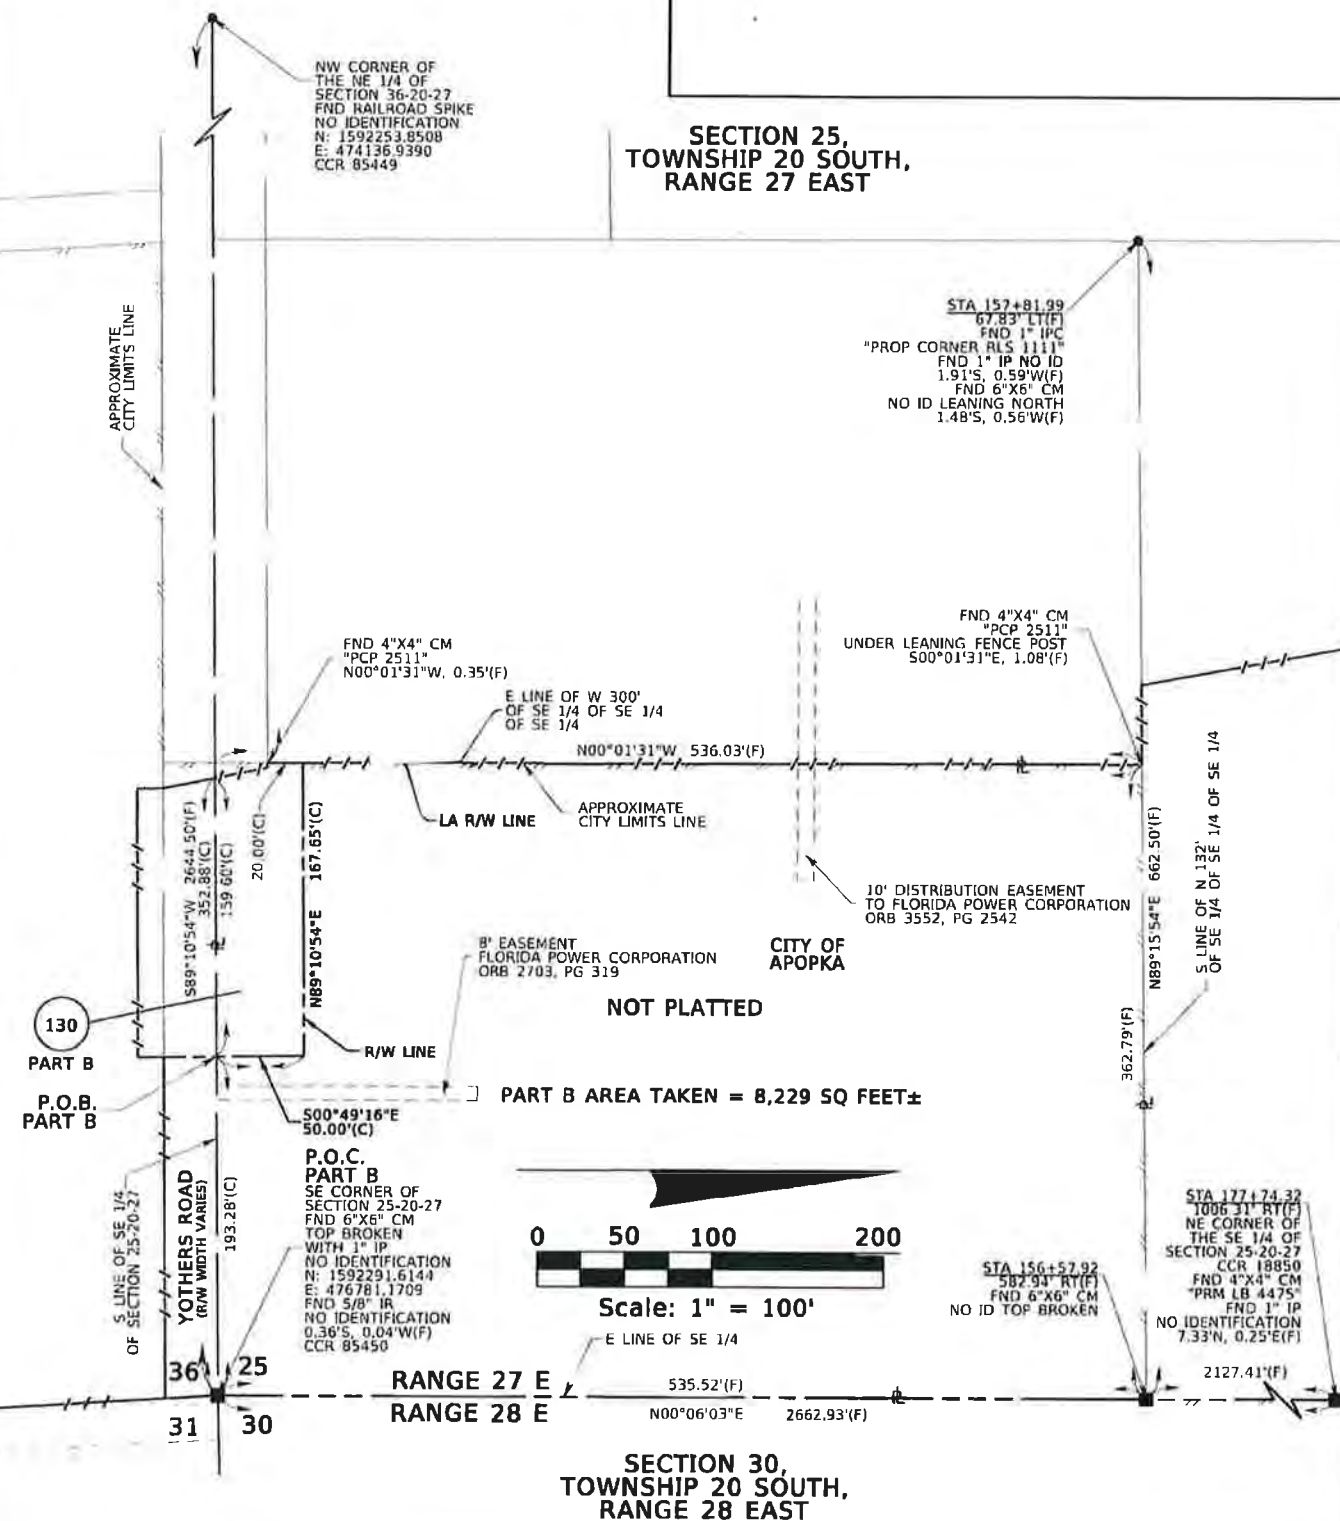 NW CORNER OF
THE NE 1/4 OF
SECTION 36-20-27
FND RAILROAD SPIKE
NO IDENTIFICATION
N: 1592253.8508
E: 474136.9390
CCR 85449
SECTION 25,
TOWNSHIP 20 SOUTH,
RANGE 27 EAST
STA 157+81.99
67.83' LT(F)
FND 1" IPC
"PROP CORNER RLS 1111"
FND 1" IP NO ID
1.91'S, 0.59'W(F)
FND 6"X6" CM
NO ID LEANING NORTH
1.48'S, 0.56'W(F)
APPROXIMATE
CITY LIMITS LINE
FND 4"X4" CM
"PCP 2511"
N00°01'31"W, 0.35'(F)
FND 4"X4" CM
"PCP 2511"
UNDER LEANING FENCE POST
S00°01'31"E, 1.08'(F)
E LINE OF W 300'
OF SE 1/4 OF SE 1/4
OF SE 1/4
N00°01'31"W 536.03'(F)
LA R/W LINE
APPROXIMATE
CITY LIMITS LINE
S89°10'54"W 2644.50'(F)
352.88'(C)
159.60'(C)
20.00'(C)
N89°10'54"E 167.65'(C)
10' DISTRIBUTION EASEMENT
TO FLORIDA POWER CORPORATION
ORB 3552, PG 2542
N89°15'54"E 662.50'(F)
S LINE OF N 132'
OF SE 1/4 OF SE 1/4 OF SE 1/4
8' EASEMENT
FLORIDA POWER CORPORATION
ORB 2703, PG 319
CITY OF
APOPKA
NOT PLATTED
130
PART B
R/W LINE
362.79'(F)
P.O.B.
PART B
PART B AREA TAKEN = 8,229 SQ FEET±
S00°49'16"E
50.00'(C)
P.O.C.
PART B
SE CORNER OF
SECTION 25-20-27
FND 6"X6" CM
TOP BROKEN
WITH 1" IP
NO IDENTIFICATION
N: 1592291.6144
E: 476781.1709
FND 5/8" IR
NO IDENTIFICATION
0.36'S, 0.04'W(F)
CCR 85450
S LINE OF SE 1/4
OF SECTION 25-20-27
YOTHERS ROAD
(R/W WIDTH VARIES)
193.28'(C)
0 50 100 200
Scale: 1" = 100'
STA 156+57.92
582.94' RT(F)
FND 6"X6" CM
NO ID TOP BROKEN
STA 177+74.32
1006.31' RT(F)
NE CORNER OF
THE SE 1/4 OF
SECTION 25-20-27
CCR 18850
FND 4"X4" CM
"PRM LB 4475"
FND 1" IP
NO IDENTIFICATION
7.33'N, 0.25'E(F)
E LINE OF SE 1/4
36 25
RANGE 27 E
535.52'(F)
2127.41'(F)
RANGE 28 E
N00°06'03"E 2662.93'(F)
31 30
SECTION 30,
TOWNSHIP 20 SOUTH,
RANGE 28 EAST